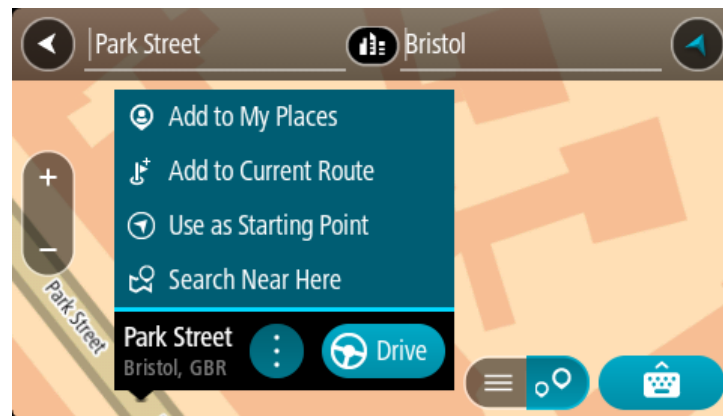 Park Street
Bristol
Add to My Places
Add to Current Route
Use as Starting Point
Search Near Here
Park Street
Park Street
Bristol, GBR
Drive